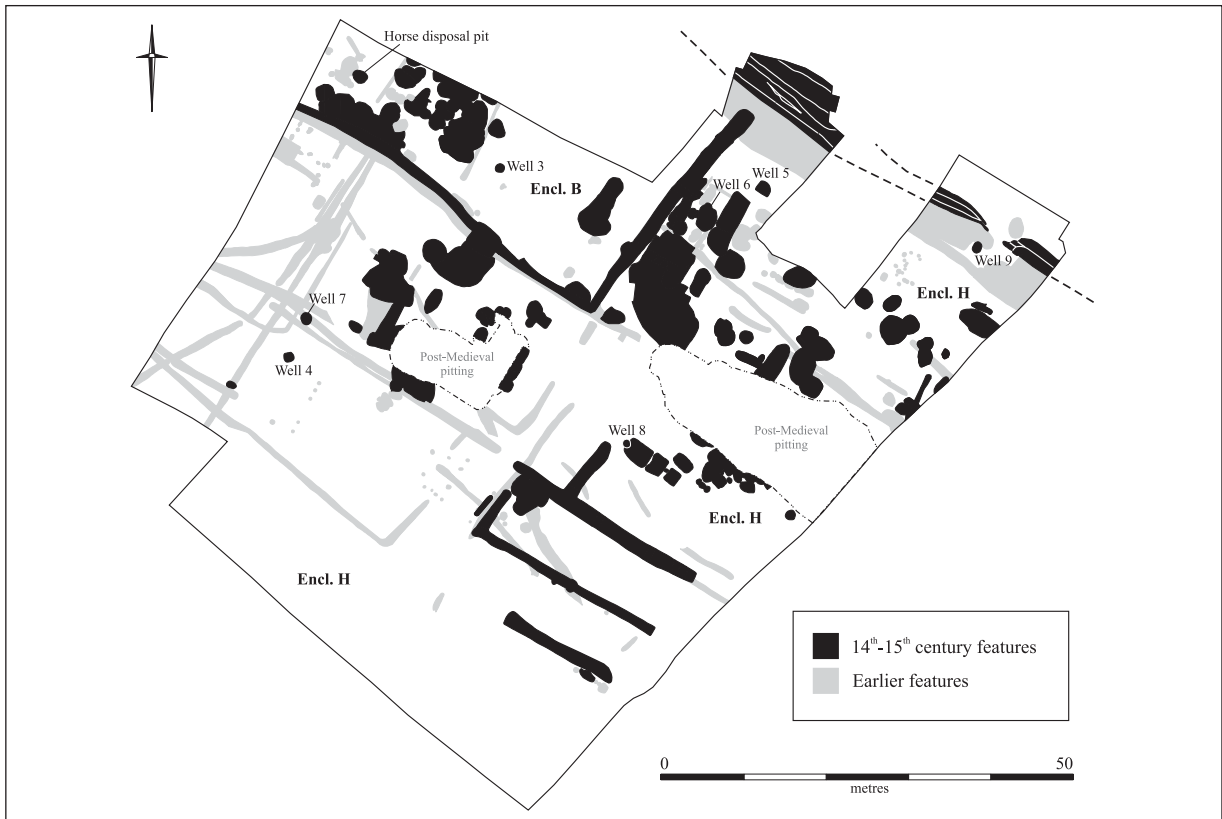 Horse disposal pit
Well 3
Encl. B
Well 5
Well 6
Well 9
Encl. H
Well 7
Well 4
Post-Medieval
pitting
Well 8
Post-Medieval
pitting
Encl. H
Encl. H
14th-15th century features
Earlier features
0 50
metres